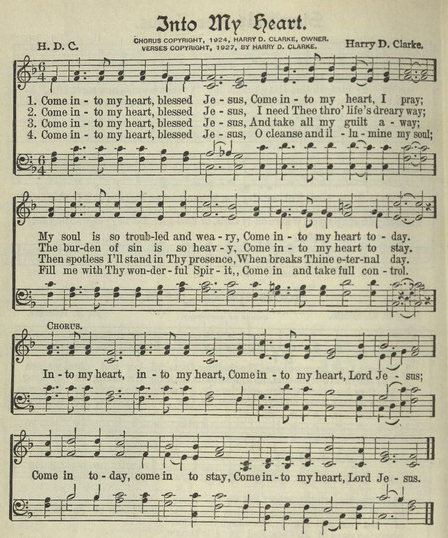 Into My Heart.
CHORUS COPYRIGHT, 1924, HARRY D. CLARKE, OWNER.
H. D. C. VERSES COPYRIGHT, 1927, BY HARRY D. CLARKE. Harry D. Clarke.
1. Come in - to my heart, blessed Je - sus, Come in - to my heart, I pray;
2. Come in - to my heart, blessed Je - sus, I need Thee thro' life's dreary way;
3. Come in - to my heart, blessed Je - sus, And take all my guilt a - way;
4. Come in - to my heart, blessed Je - sus, O cleanse and il - lu - mine my soul;
My soul is so troub-led and wea-ry, Come in - to my heart to - day.
The bur-den of sin is so heav-y, Come in - to my heart to stay.
Then spotless I'll stand in Thy presence, When breaks Thine e-ter-nal day.
Fill me with Thy won-der-ful Spir-it,, Come in and take full con - trol.
CHORUS.
In - to my heart, in - to my heart, Come in - to my heart, Lord Je - sus;
Come in to-day, come in to stay, Come in - to my heart, Lord Je - sus.